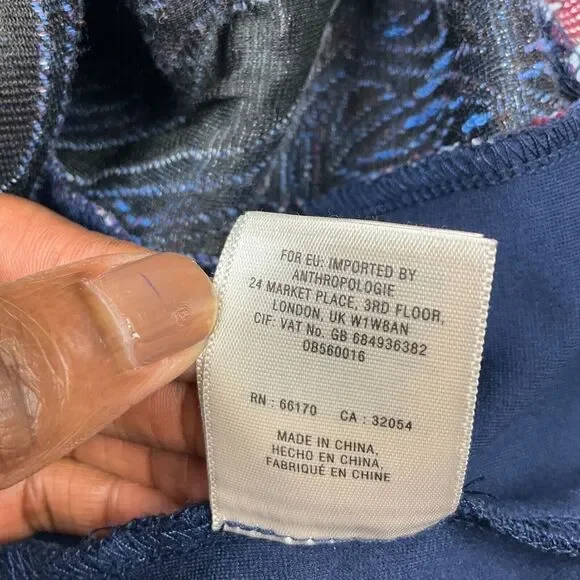 FOR EU: IMPORTED BY
ANTHROPOLOGIE
24 MARKET PLACE, 3RD FLOOR,
LONDON, UK W1W8AN
CIF: VAT No. GB 684936382
OB560016
RN : 66170 CA : 32054
MADE IN CHINA,
HECHO EN CHINA,
FABRIQUÉ EN CHINE